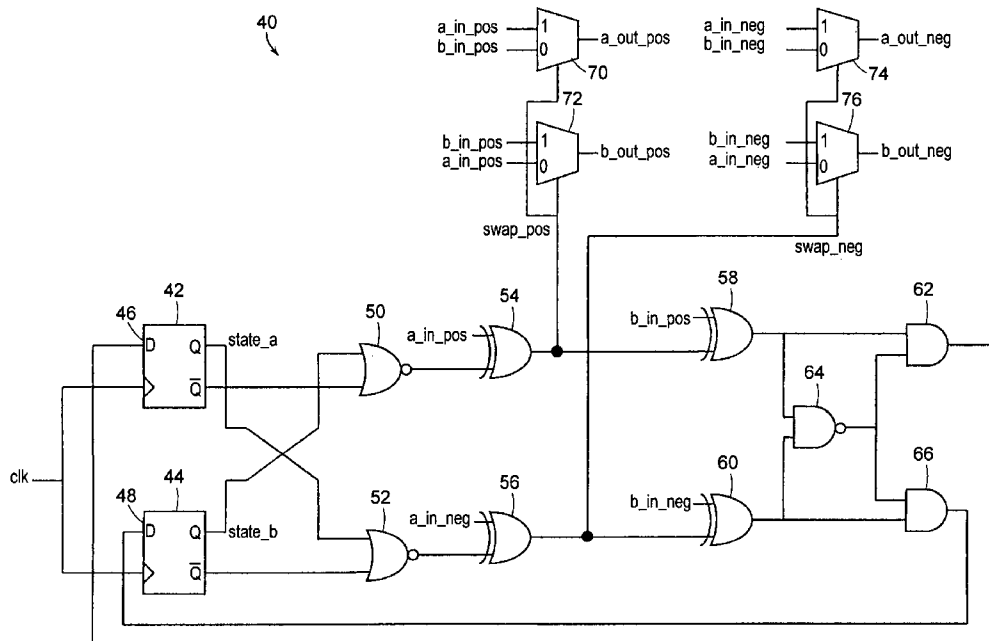 40
a_in_pos
b_in_pos
1
0
a_out_pos
70
a_in_neg
b_in_neg
1
0
a_out_neg
74
72
b_in_pos
a_in_pos
1
0
b_out_pos
76
b_in_neg
a_in_neg
1
0
b_out_neg
swap_pos
swap_neg
42
46
D
Q
Q
state_a
50
a_in_pos
54
b_in_pos
58
62
64
clk
44
48
D
Q
Q
state_b
52
a_in_neg
56
b_in_neg
60
66